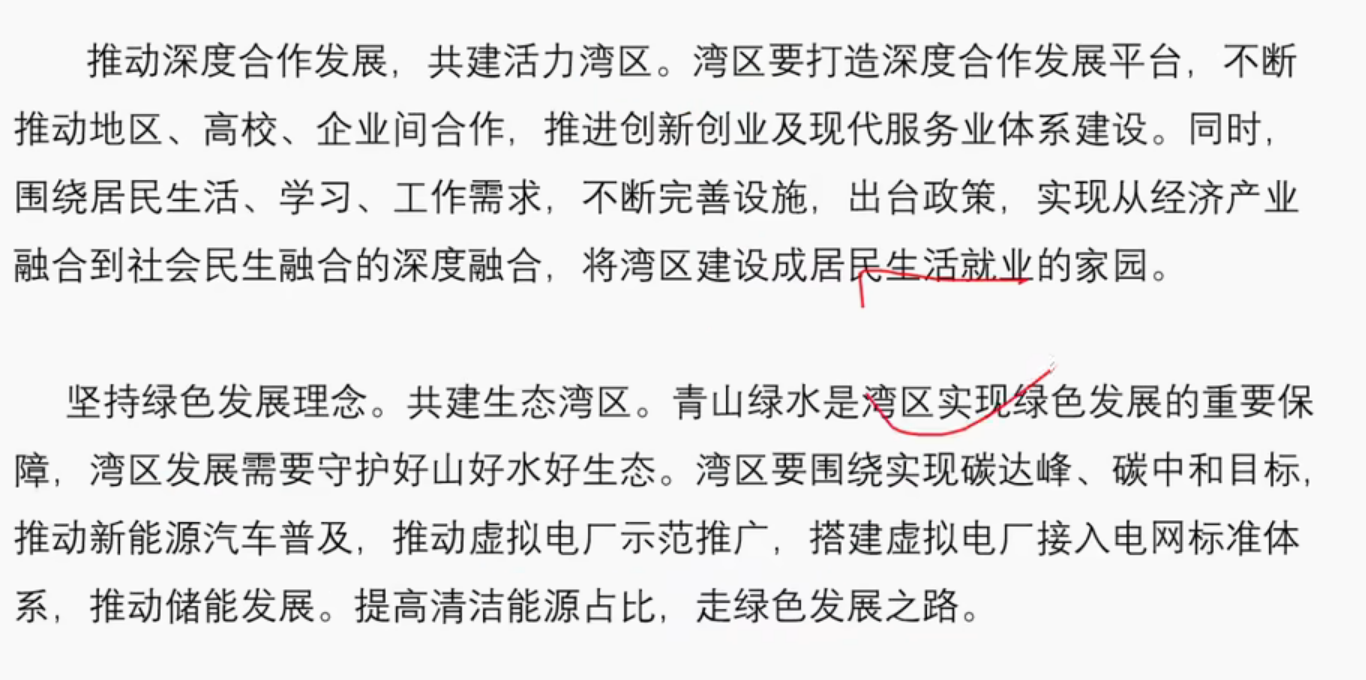 推动深度合作发展，共建活力湾区。湾区要打造深度合作发展平台，不断
推动地区、高校、企业间合作，推进创新创业及现代服务业体系建设。同时，
围绕居民生活、学习、工作需求，不断完善设施，出台政策，实现从经济产业
融合到社会民生融合的深度融合，将湾区建设成居民生活就业的家园。
坚持绿色发展理念。共建生态湾区。青山绿水是湾区实现绿色发展的重要保
障，湾区发展需要守护好山好水好生态。湾区要围绕实现碳达峰、碳中和目标，
推动新能源汽车普及，推动虚拟电厂示范推广，搭建虚拟电厂接入电网标准体
系，推动储能发展。提高清洁能源占比，走绿色发展之路。